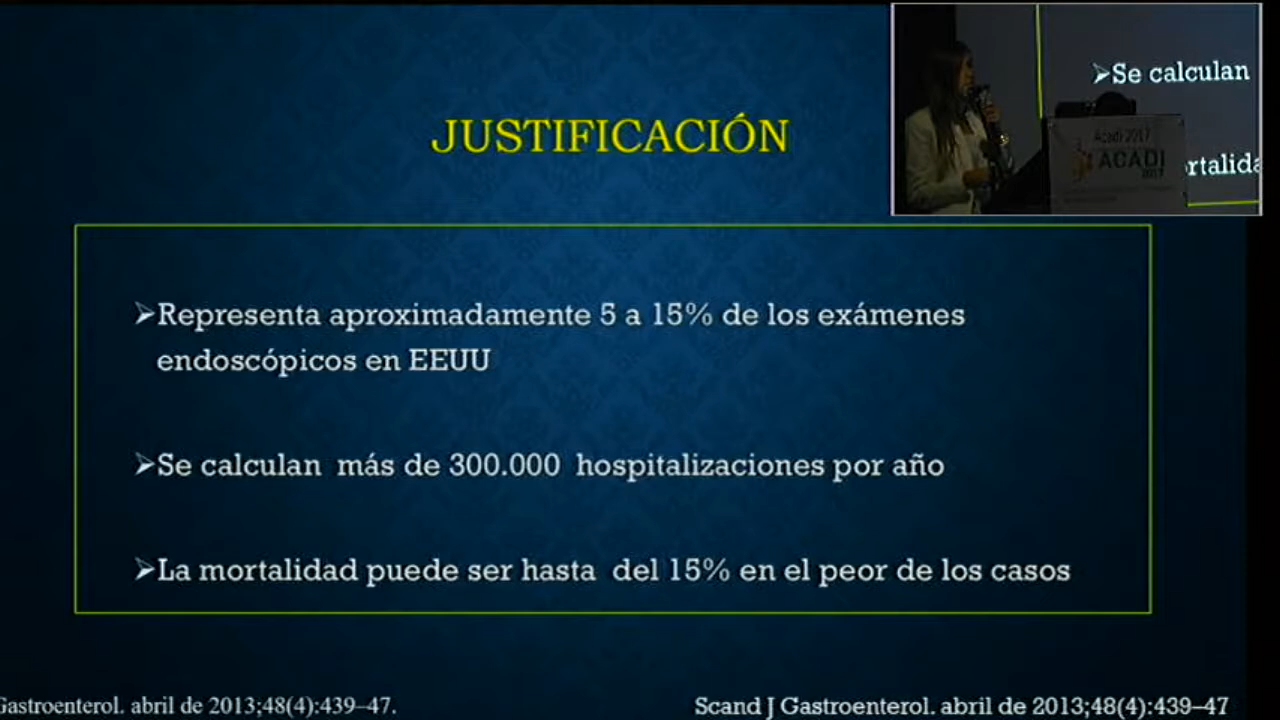 JUSTIFICACIÓN
➢Se calculan
Acadi 2017
ACADI
2017
rtalida
➢Representa aproximadamente 5 a 15% de los exámenes
endoscópicos en EEUU
➢Se calculan más de 300.000 hospitalizaciones por año
➢La mortalidad puede ser hasta del 15% en el peor de los casos
Gastroenterol. abril de 2013;48(4):439–47.
Scand J Gastroenterol. abril de 2013;48(4):439–47